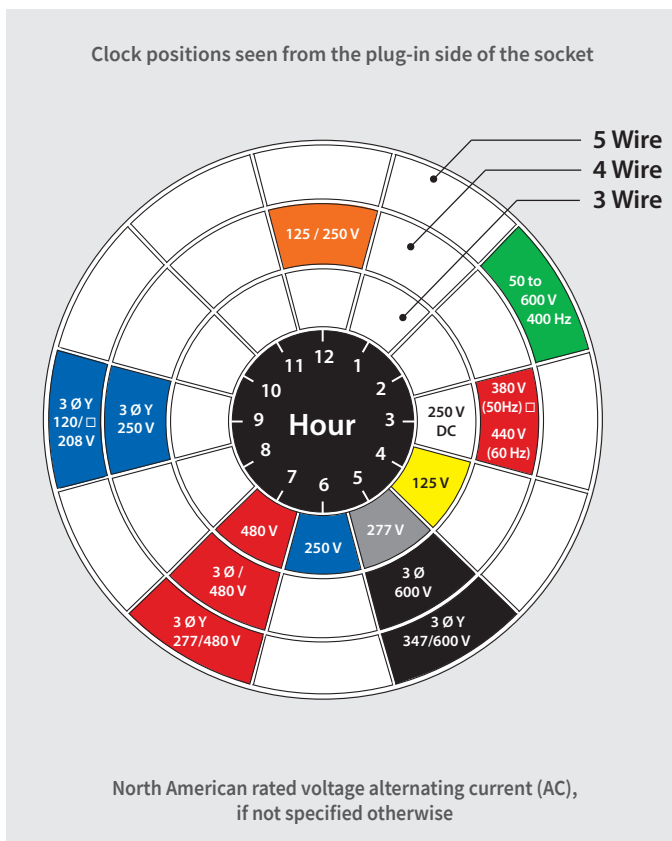 Clock positions seen from the plug-in side of the socket
5 Wire
4 Wire
3 Wire
125 / 250 V
50 to
600 V
400 Hz
12
1
2
3
4
5
6
7
8
9
10
11
Hour
3 Ø Y
120/ □
208 V
3 Ø Y
250 V
250 V
DC
380 V
(50Hz) □
440 V
(60 Hz)
125 V
277 V
250 V
480 V
3 Ø /
480 V
3 Ø
600 V
3 Ø Y
277/480 V
3 Ø Y
347/600 V
North American rated voltage alternating current (AC),
if not specified otherwise